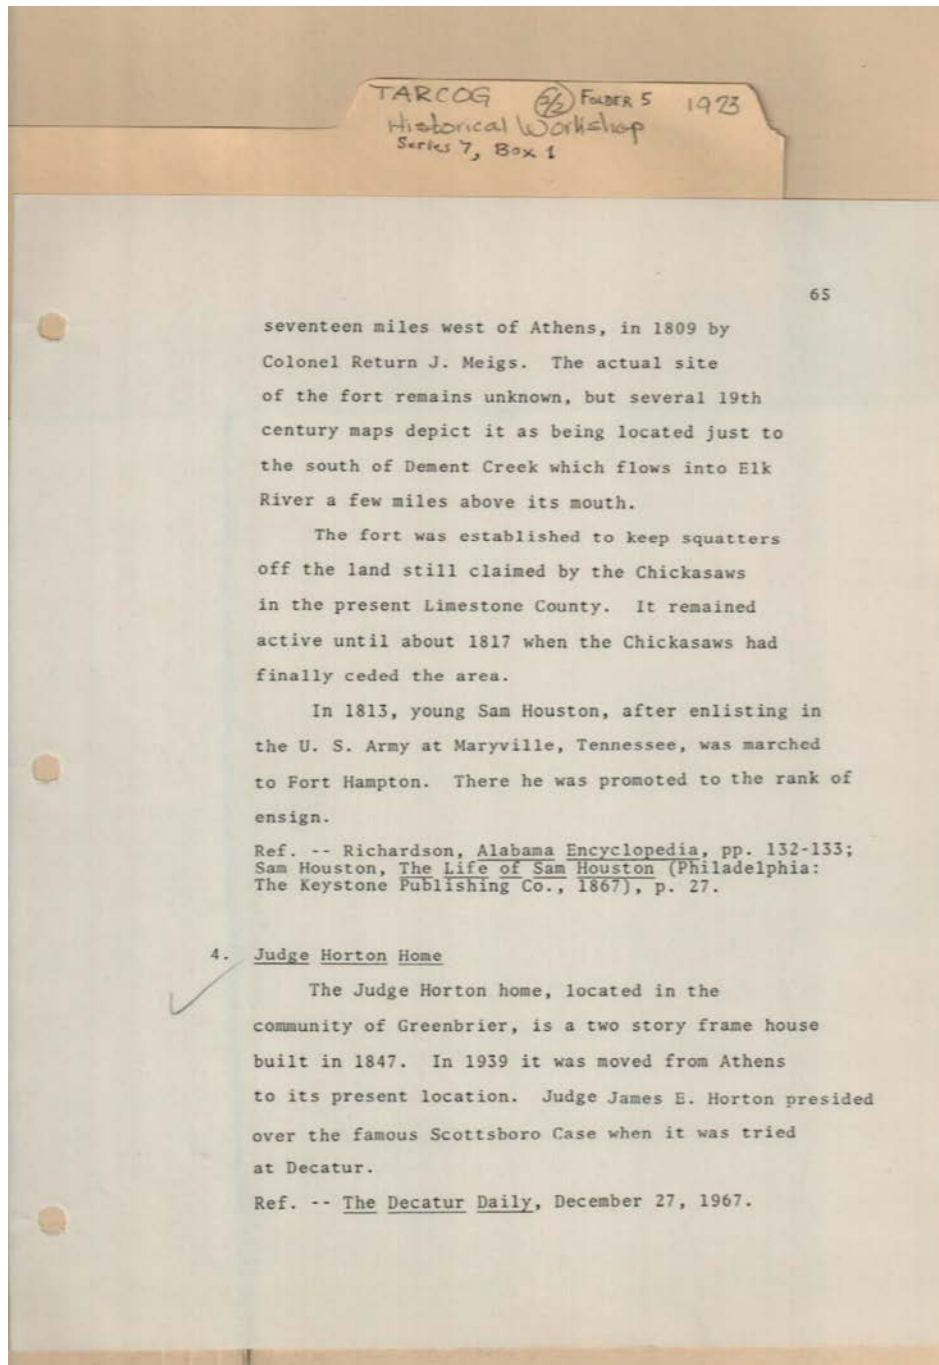 TARCOG 2/2 FOLDER 5 1973
Historical Workshop
Series 7, Box 1
65
seventeen miles west of Athens, in 1809 by
Colonel Return J. Meigs. The actual site
of the fort remains unknown, but several 19th
century maps depict it as being located just to
the south of Dement Creek which flows into Elk
River a few miles above its mouth.
The fort was established to keep squatters
off the land still claimed by the Chickasaws
in the present Limestone County. It remained
active until about 1817 when the Chickasaws had
finally ceded the area.
In 1813, young Sam Houston, after enlisting in
the U. S. Army at Maryville, Tennessee, was marched
to Fort Hampton. There he was promoted to the rank of
ensign.
Ref. -- Richardson, Alabama Encyclopedia, pp. 132-133;
Sam Houston, The Life of Sam Houston (Philadelphia:
The Keystone Publishing Co., 1867), p. 27.
4. Judge Horton Home
The Judge Horton home, located in the
community of Greenbrier, is a two story frame house
built in 1847. In 1939 it was moved from Athens
to its present location. Judge James E. Horton presided
over the famous Scottsboro Case when it was tried
at Decatur.
Ref. -- The Decatur Daily, December 27, 1967.